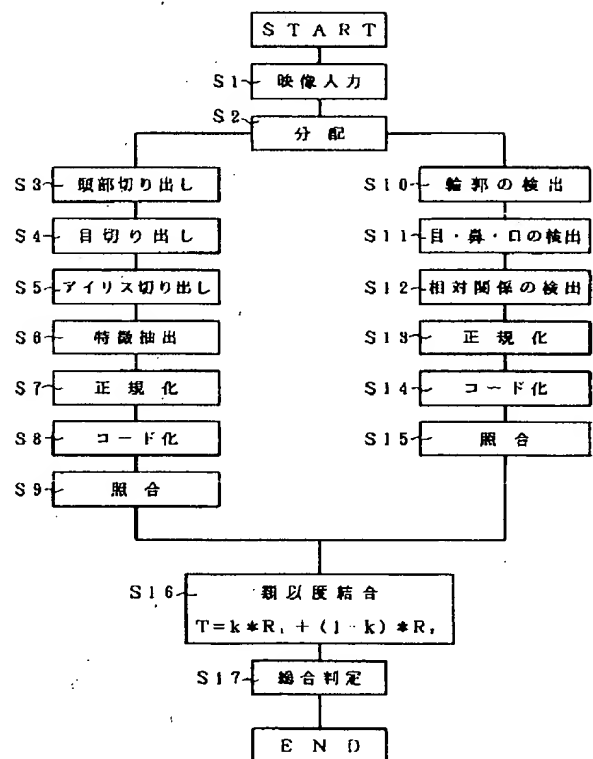 START
S1 映像入力
S2 分配
S3 頭部切り出し
S4 目切り出し
S5 アイリス切り出し
S6 特徴抽出
S7 正規化
S8 コード化
S9 照合
S10 輪郭の検出
S11 目・鼻・口の検出
S12 相対関係の検出
S13 正規化
S14 コード化
S15 照合
S16 類以度結合
T=k*R₁+(1-k)*R₂
S17 総合判定
END